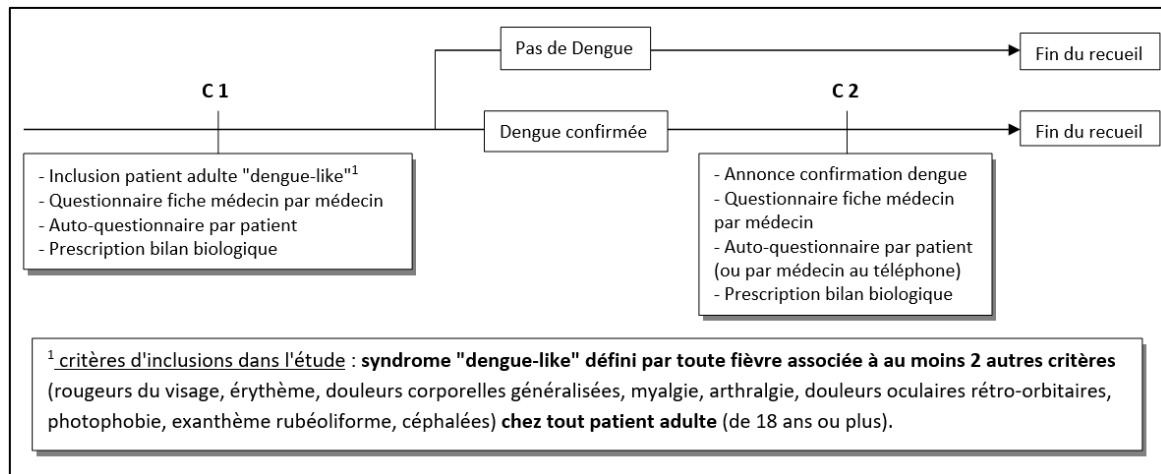 Pas de Dengue
Fin du recueil
C 1
C 2
Dengue confirmée
Fin du recueil
- Inclusion patient adulte "dengue-like"1
- Questionnaire fiche médecin par médecin
- Auto-questionnaire par patient
- Prescription bilan biologique
- Annonce confirmation dengue
- Questionnaire fiche médecin
par médecin
- Auto-questionnaire par patient
(ou par médecin au téléphone)
- Prescription bilan biologique
1 critères d'inclusions dans l'étude : syndrome "dengue-like" défini par toute fièvre associée à au moins 2 autres critères
(rougeurs du visage, érythème, douleurs corporelles généralisées, myalgie, arthralgie, douleurs oculaires rétro-orbitaires,
photophobie, exanthème rubéoliforme, céphalées) chez tout patient adulte (de 18 ans ou plus).